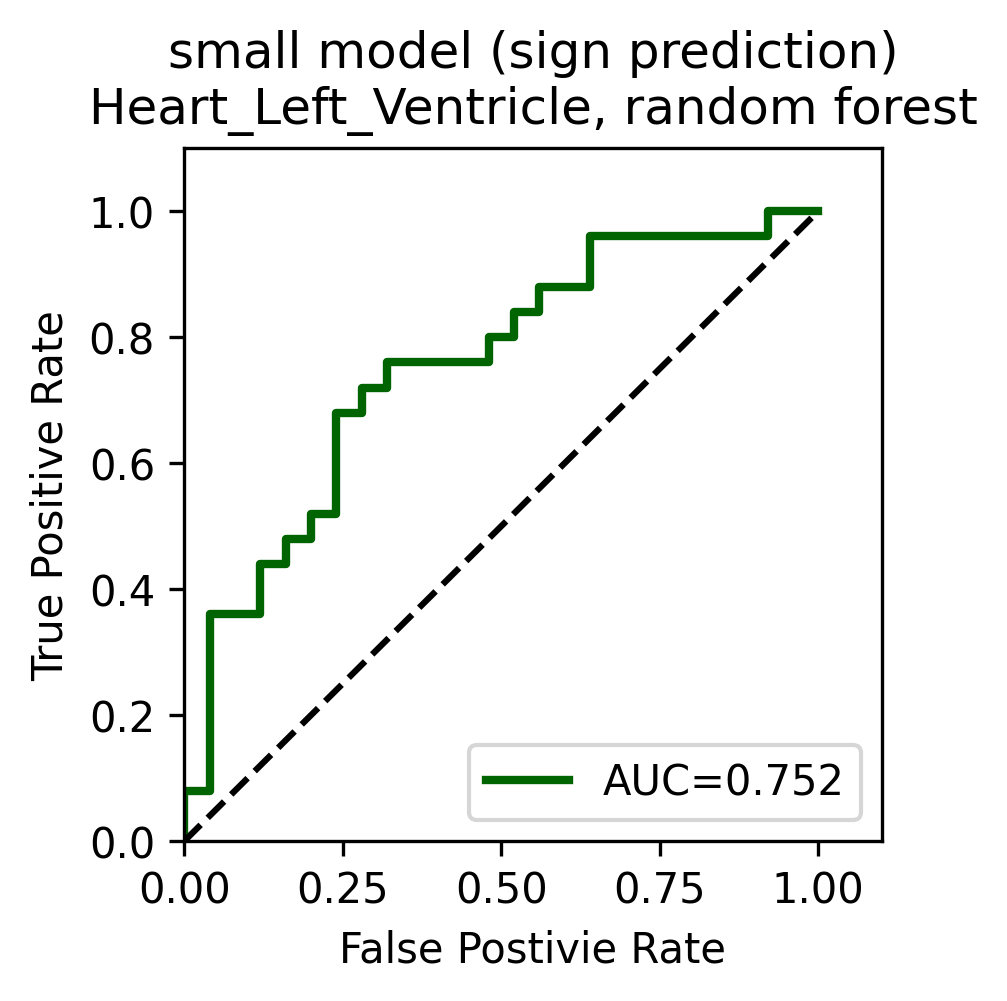 small model (sign prediction)
Heart_Left_Ventricle, random forest
True Positive Rate
1.0
0.8
0.6
0.4
0.2
0.0
AUC=0.752
0.00 0.25 0.50 0.75 1.00
False Postivie Rate